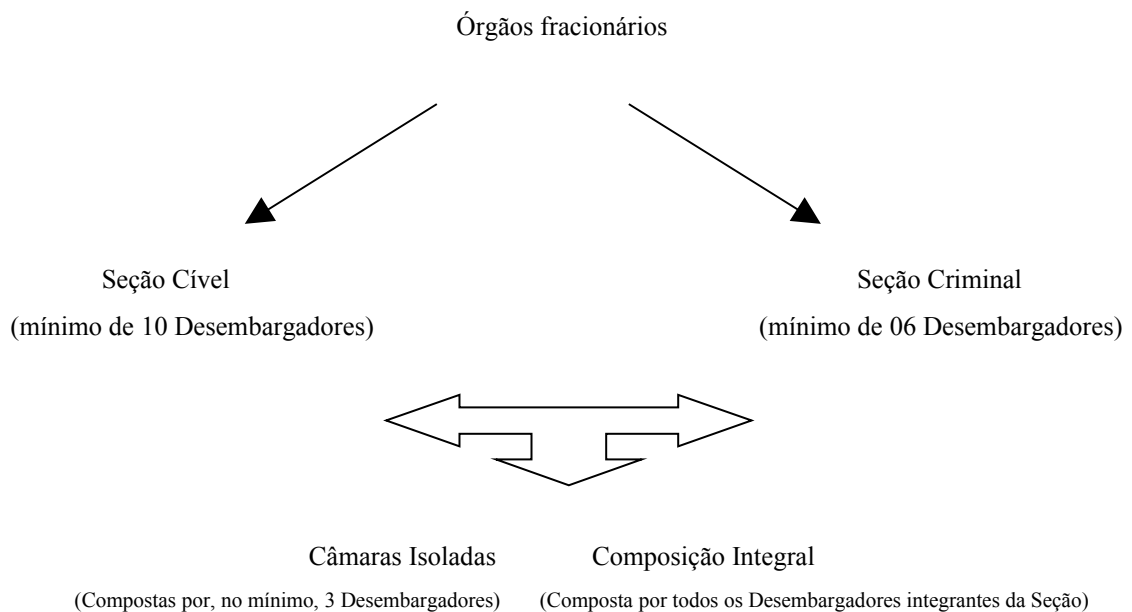 Órgãos fracionários
Seção Cível
(mínimo de 10 Desembargadores)
Seção Criminal
(mínimo de 06 Desembargadores)
Câmaras Isoladas
(Compostas por, no mínimo, 3 Desembargadores)
Composição Integral
(Composta por todos os Desembargadores integrantes da Seção)